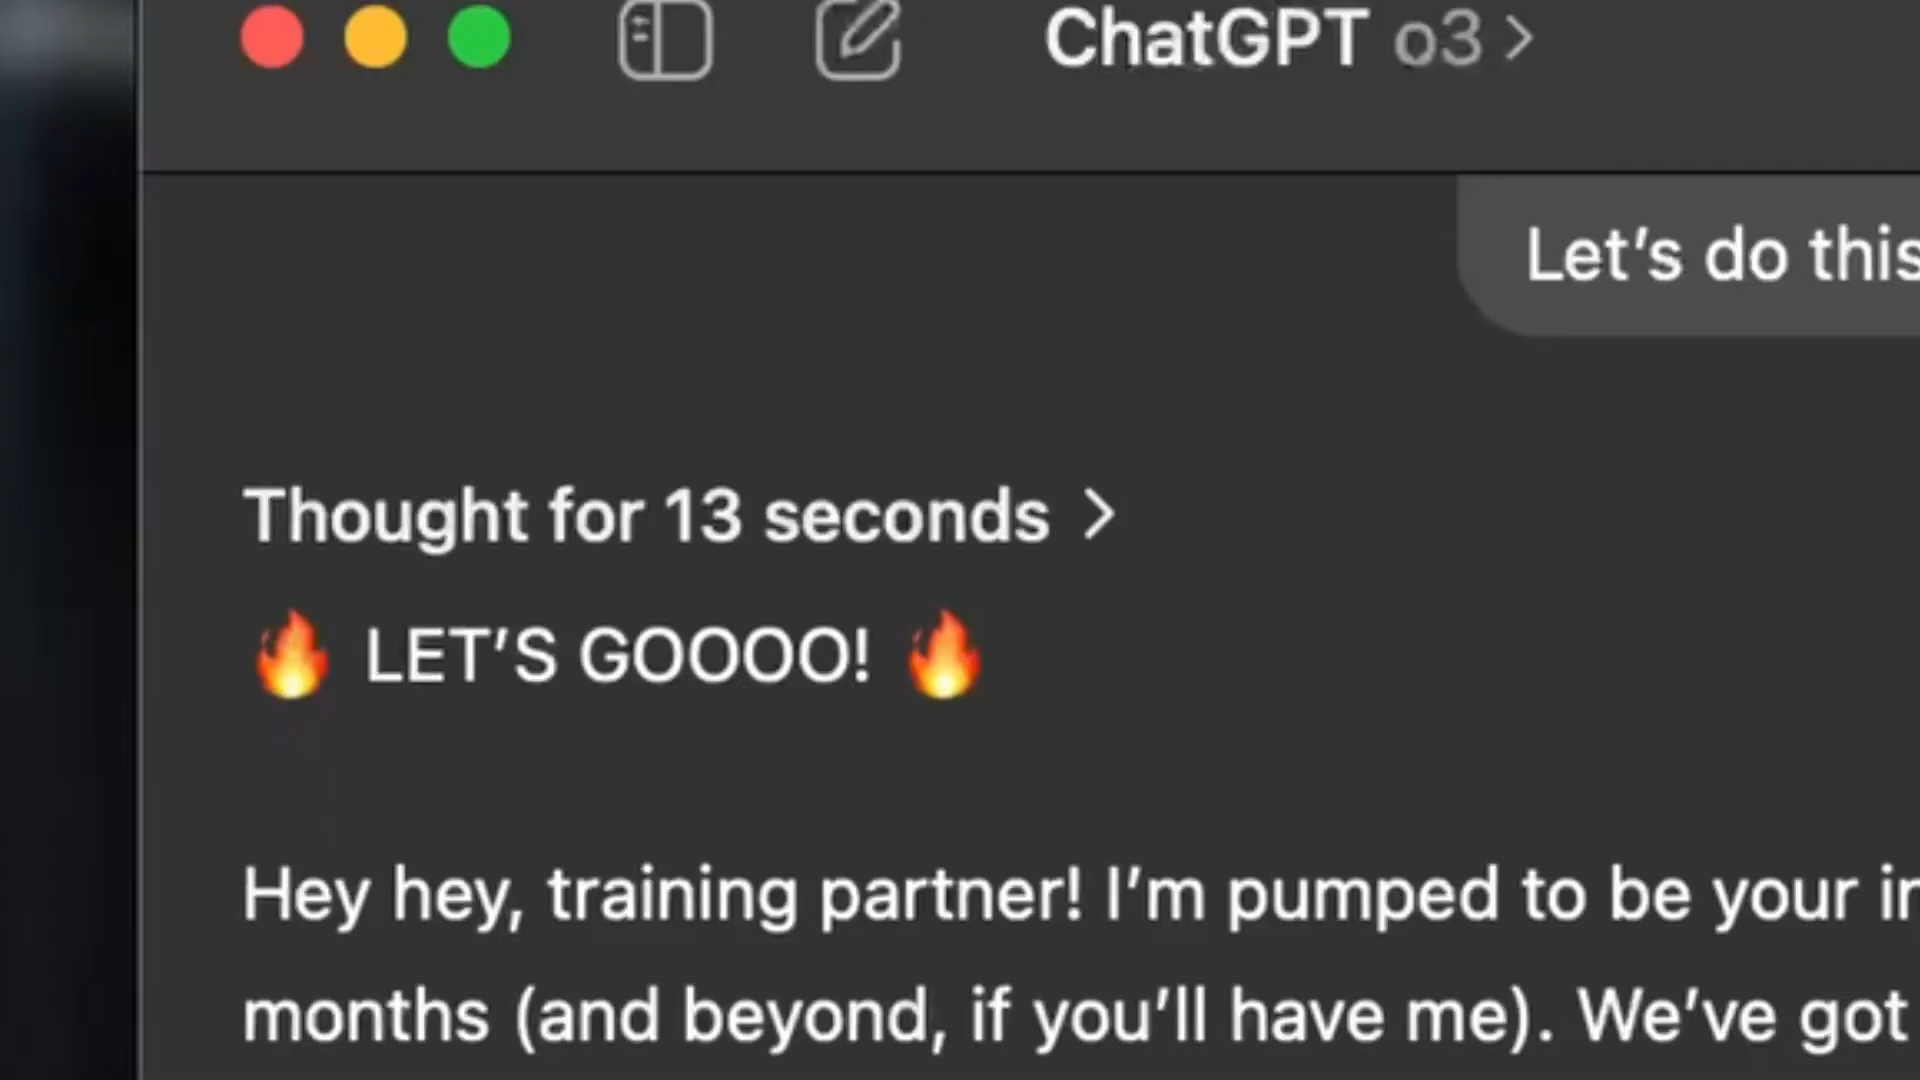 ChatGPT o3 >
Let’s do this
Thought for 13 seconds >
🔥 LET’S GOOOO! 🔥
Hey hey, training partner! I’m pumped to be your
months (and beyond, if you’ll have me). We’ve got